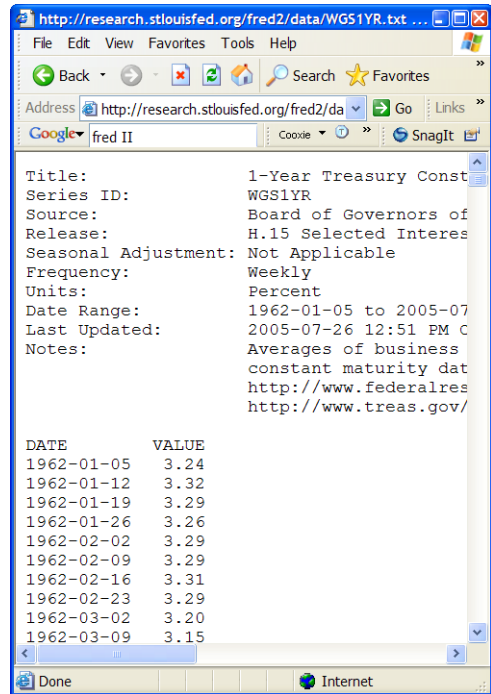 http://research.stlouisfed.org/fred2/data/WGS1YR.txt ...
File Edit View Favorites Tools Help
Back Search Favorites »
Address http://research.stlouisfed.org/fred2/da Go Links »
Google fred II Cooxie » SnagIt
Title: 1-Year Treasury Const
Series ID: WGS1YR
Source: Board of Governors of
Release: H.15 Selected Interes
Seasonal Adjustment: Not Applicable
Frequency: Weekly
Units: Percent
Date Range: 1962-01-05 to 2005-07
Last Updated: 2005-07-26 12:51 PM C
Notes: Averages of business
constant maturity dat
http://www.federalres
http://www.treas.gov/
DATE VALUE
1962-01-05 3.24
1962-01-12 3.32
1962-01-19 3.29
1962-01-26 3.26
1962-02-02 3.29
1962-02-09 3.29
1962-02-16 3.31
1962-02-23 3.29
1962-03-02 3.20
1962-03-09 3.15
Done Internet